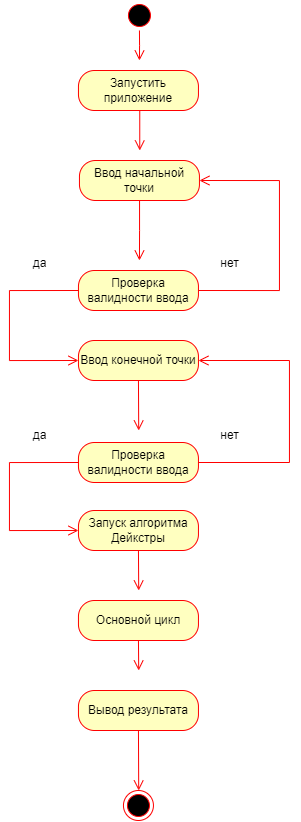 Запустить
приложение
Ввод начальной
точки
да
нет
Проверка
валидности ввода
Ввод конечной точки
да
нет
Проверка
валидности ввода
Запуск алгоритма
Дейкстры
Основной цикл
Вывод результата